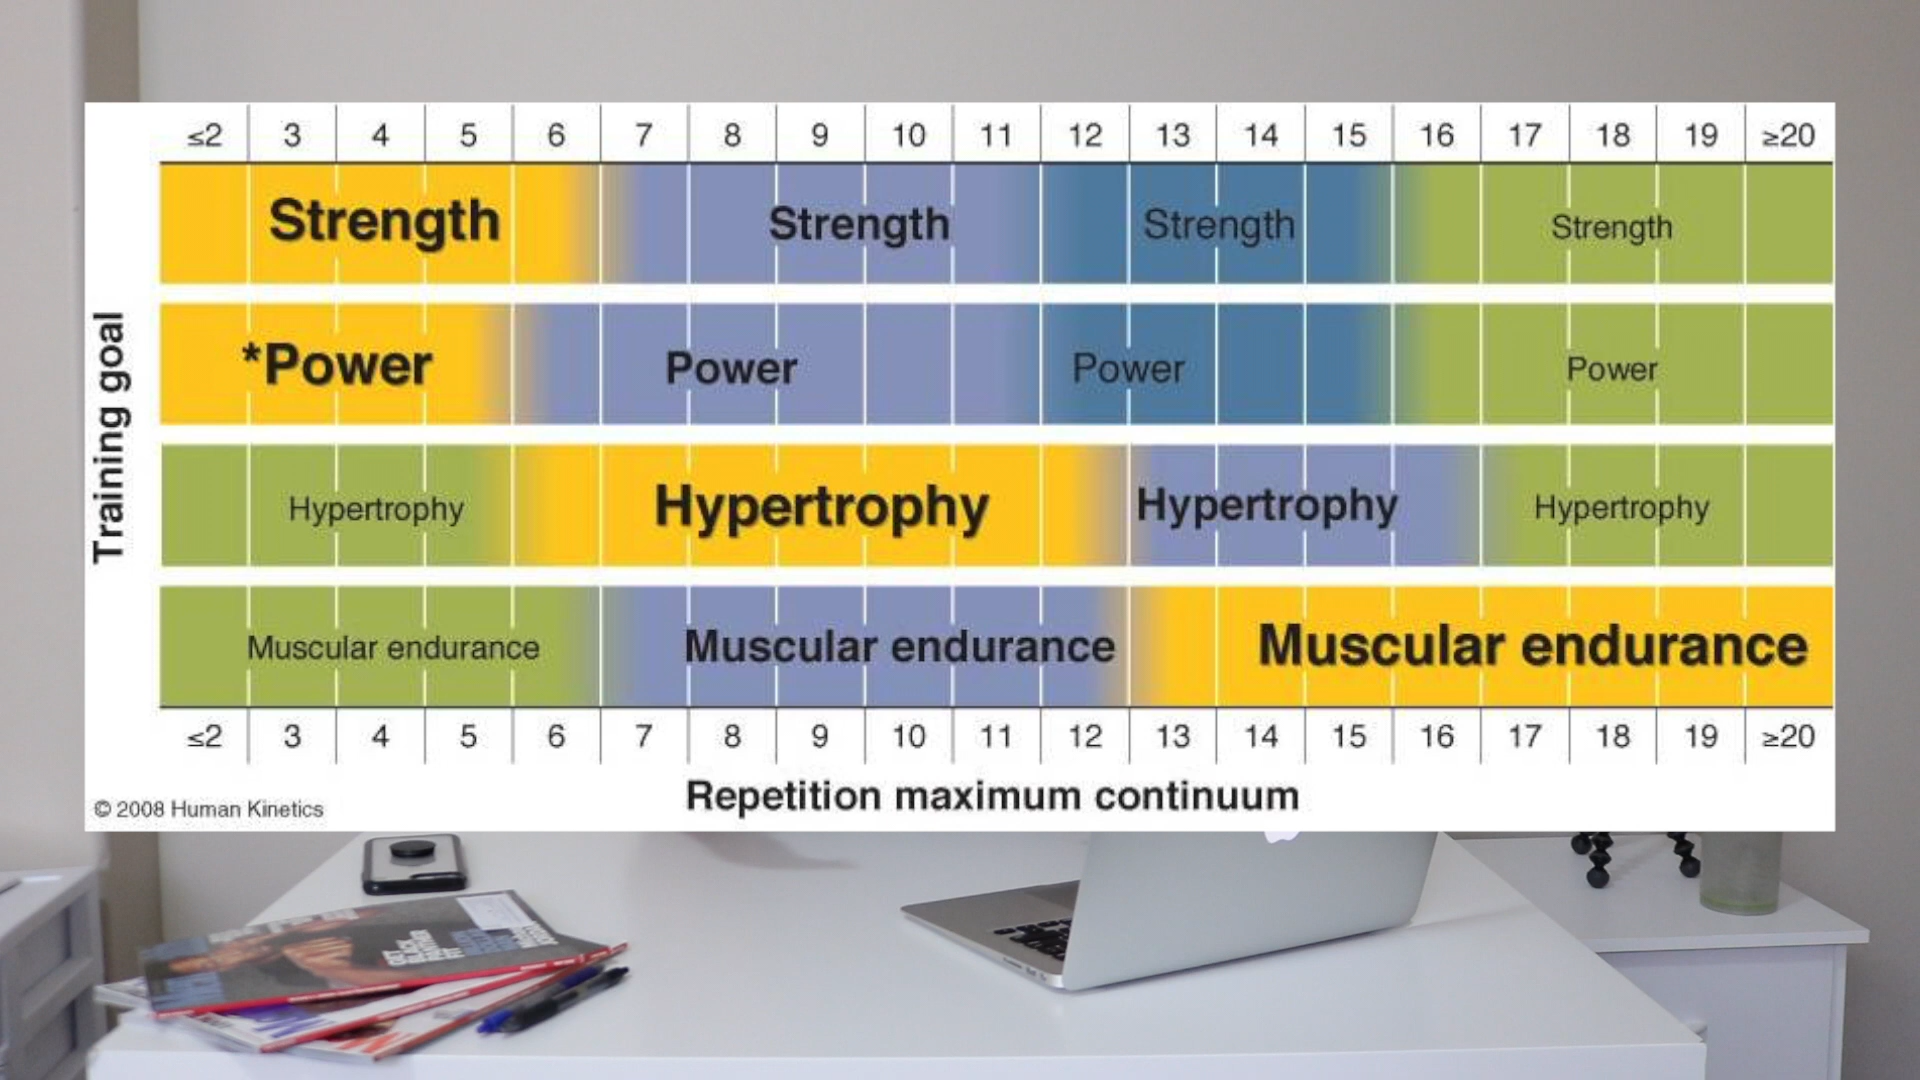 ≤2 3 4 5 6 7 8 9 10 11 12 13 14 15 16 17 18 19 ≥20
Training goal
Strength Strength Strength Strength
*Power Power Power Power
Hypertrophy Hypertrophy Hypertrophy Hypertrophy
Muscular endurance Muscular endurance Muscular endurance
≤2 3 4 5 6 7 8 9 10 11 12 13 14 15 16 17 18 19 ≥20
Repetition maximum continuum
© 2008 Human Kinetics